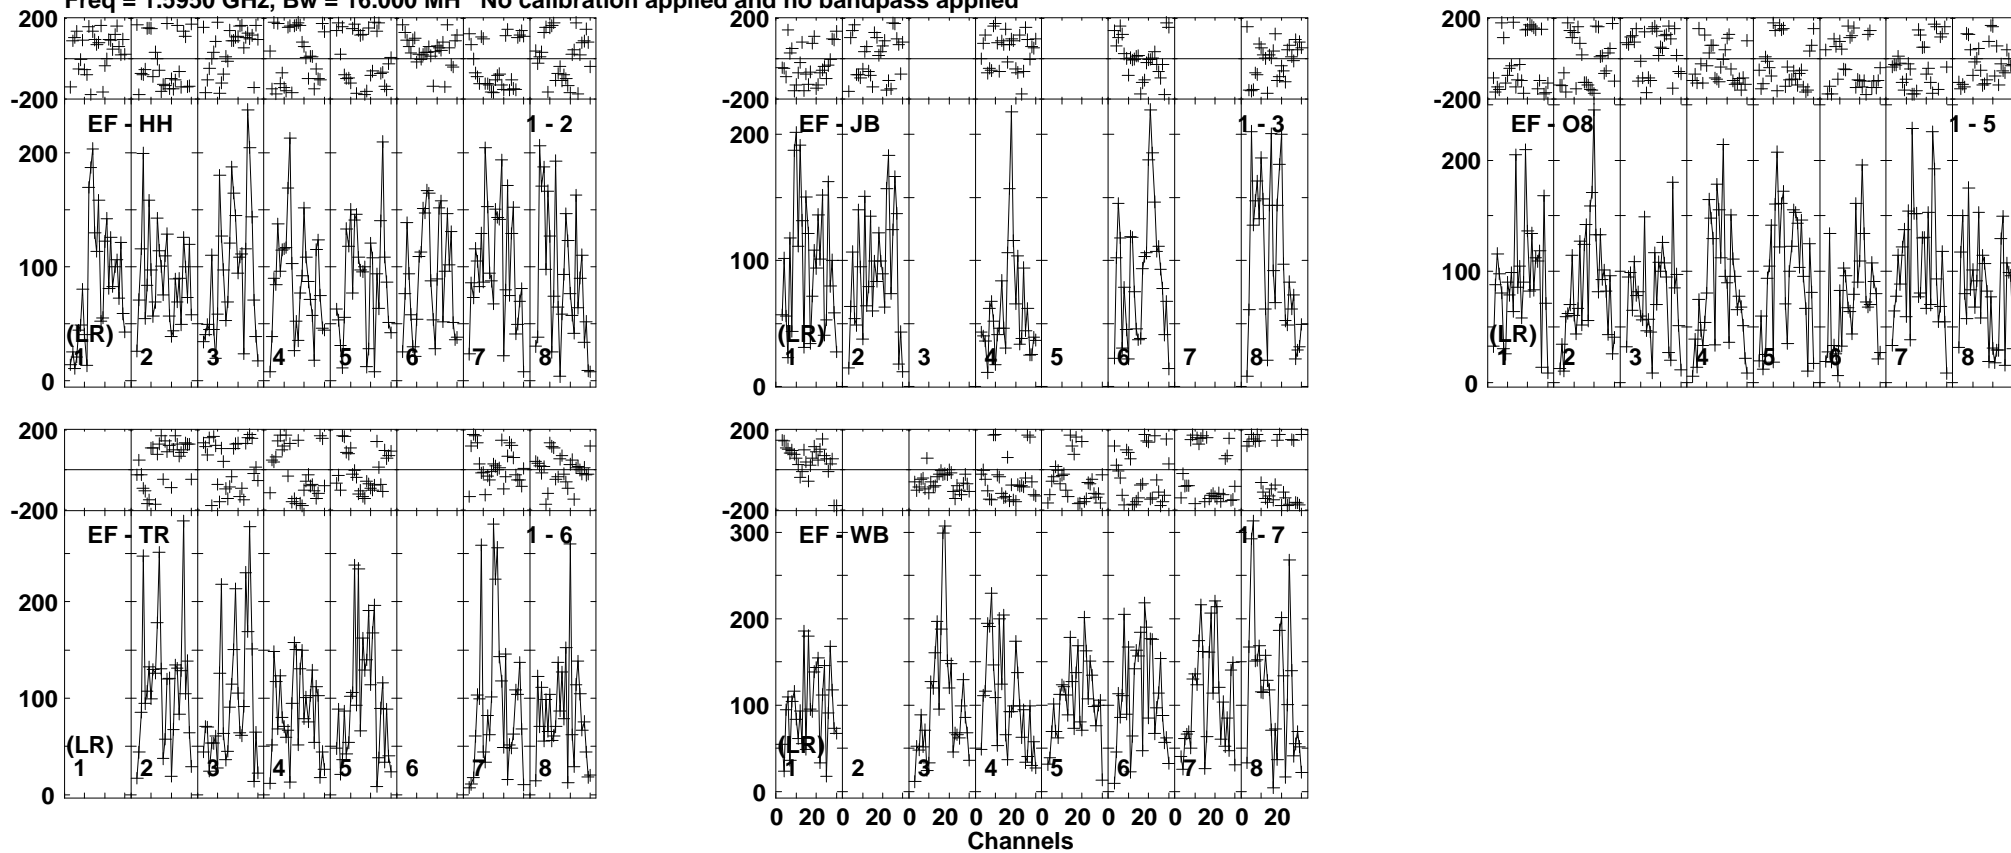 Freq = 1.5950 GHz, Bw = 16.000 MH No calibration applied and no bandpass applied
200
-200
EF - HH
1 - 2
200
100
0
(LR)
1 2 3 4 5 6 7 8
200
-200
EF - JB
1 - 3
200
100
0
(LR)
1 2 3 4 5 6 7 8
200
-200
EF - O8
1 - 5
200
100
0
(LR)
1 2 3 4 5 6 7 8
200
-200
EF - TR
1 - 6
200
100
0
(LR)
1 2 3 4 5 6 7 8
200
-200
EF - WB
1 - 7
300
200
100
0
(LR)
1 2 3 4 5 6 7 8
0 20 0 20 0 20 0 20 0 20 0 20 0 20 0 20
Channels